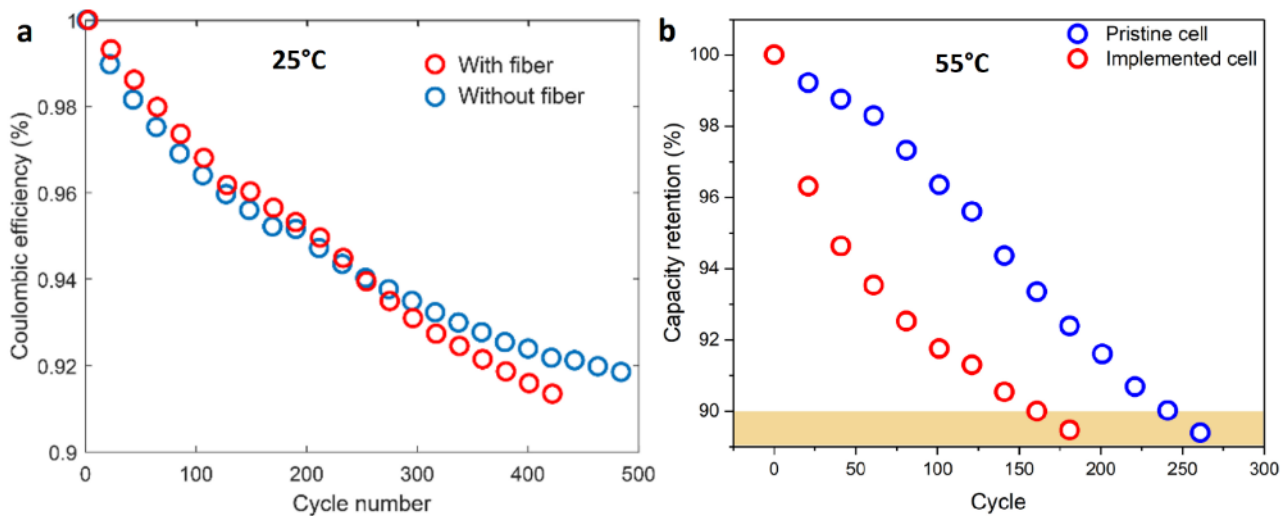 a
25°C
With fiber
Without fiber
Coulombic efficiency (%)
1
0.98
0.96
0.94
0.92
0.9
0
100
200
300
400
500
Cycle number
b
55°C
Pristine cell
Implemented cell
Capacity retention (%)
100
98
96
94
92
90
0
50
100
150
200
250
300
Cycle